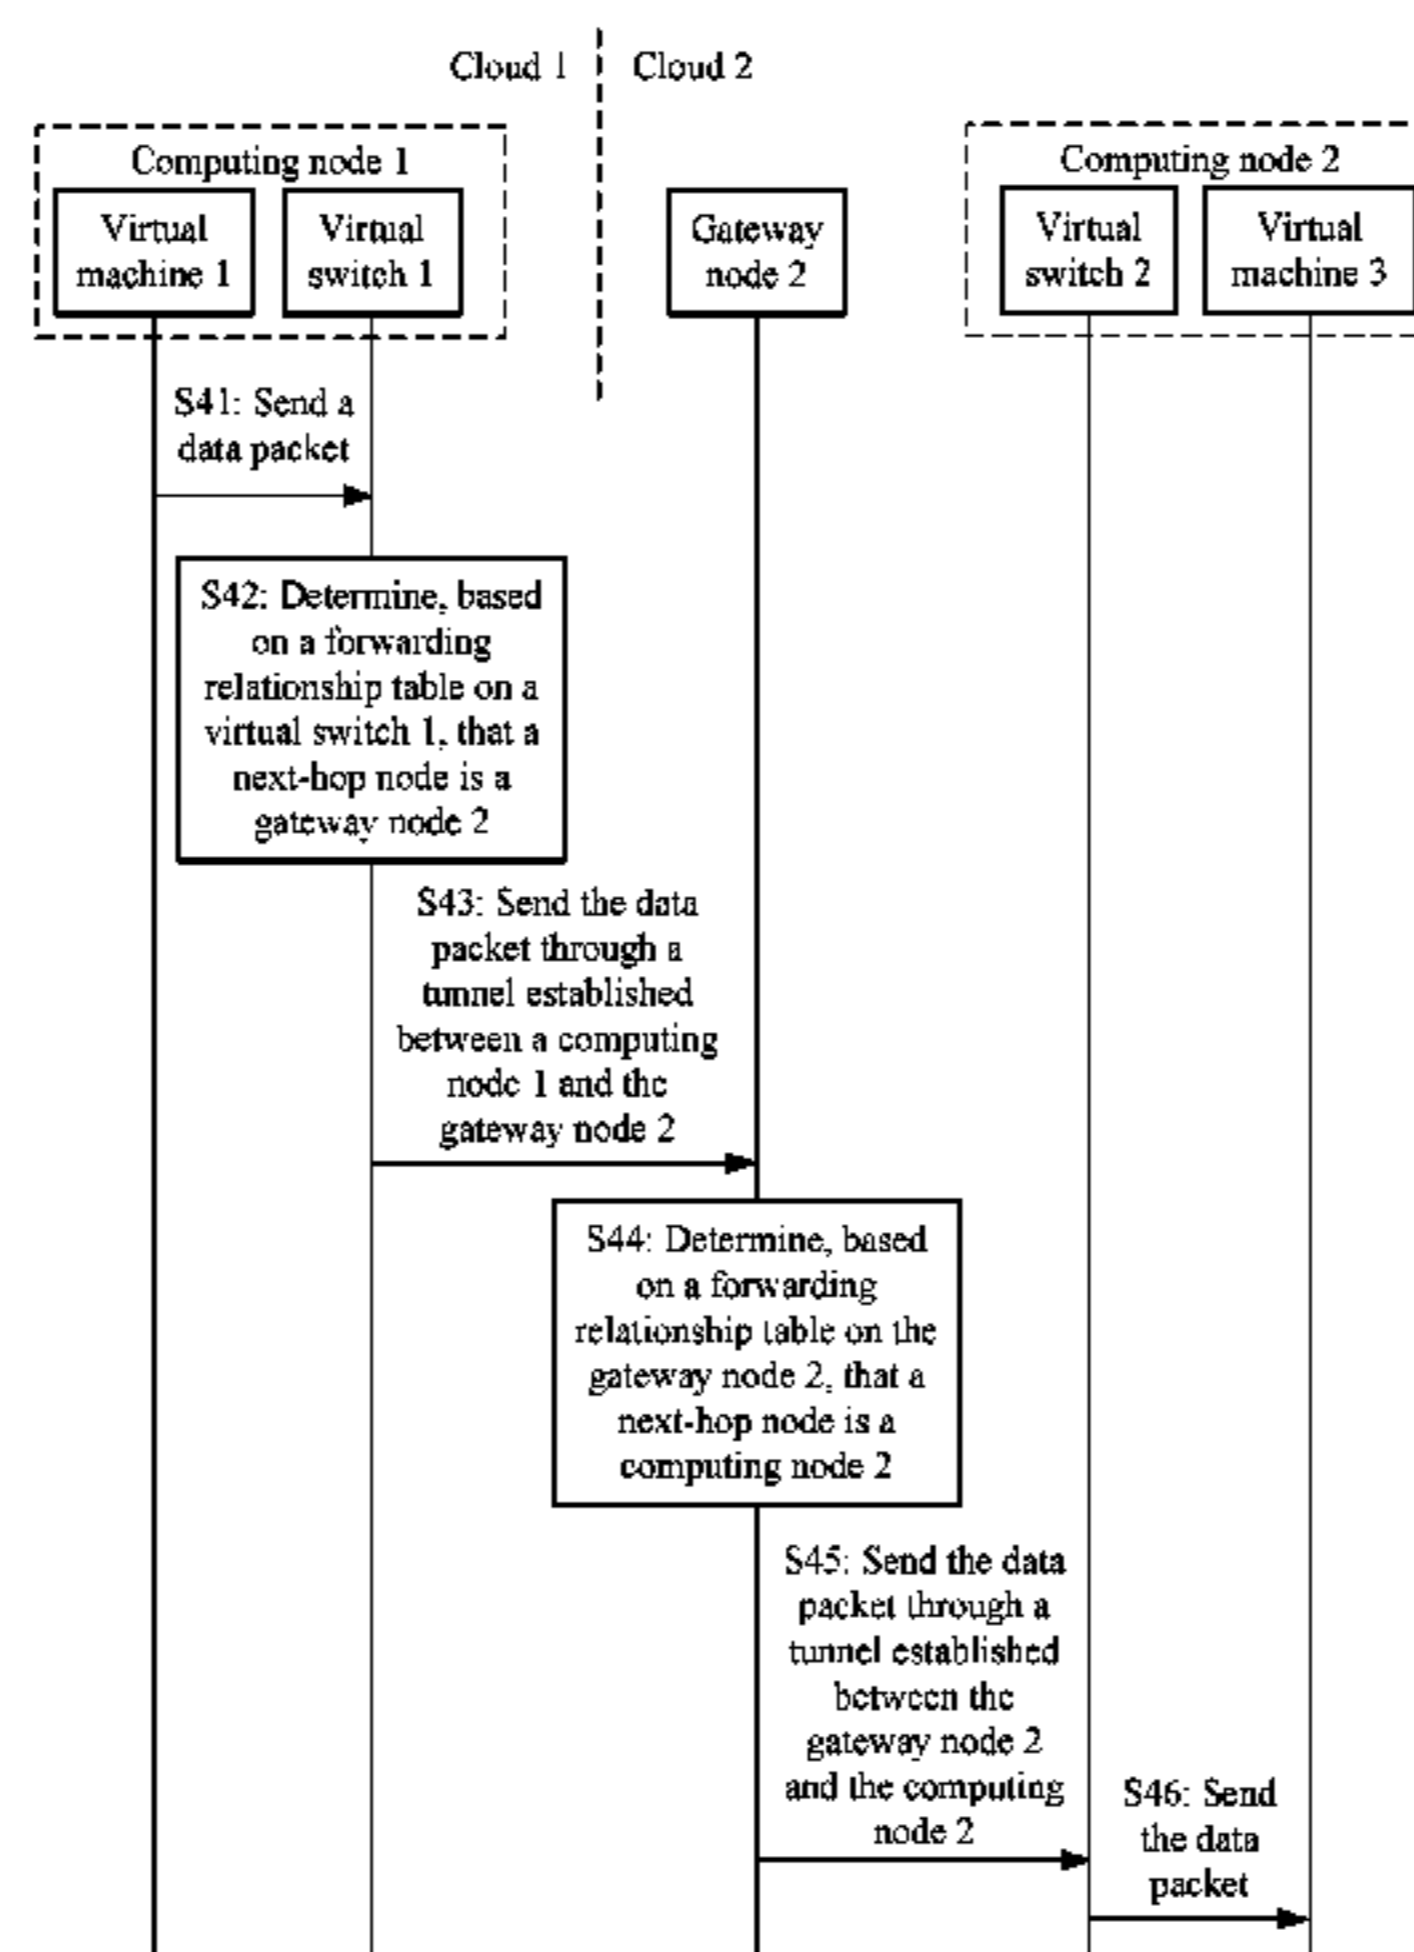 Cloud 1
Cloud 2
Computing node 1
Computing node 2
Virtual
machine 1
Virtual
switch 1
Gateway
node 2
Virtual
switch 2
Virtual
machine 3
S41: Send a
data packet
S42: Determine, based
on a forwarding
relationship table on a
virtual switch 1, that a
next-hop node is a
gateway node 2
S43: Send the data
packet through a
tunnel established
between a computing
node 1 and the
gateway node 2
S44: Determine, based
on a forwarding
relationship table on the
gateway node 2, that a
next-hop node is a
computing node 2
S45: Send the data
packet through a
tunnel established
between the
gateway node 2
and the computing
node 2
S46: Send
the data
packet